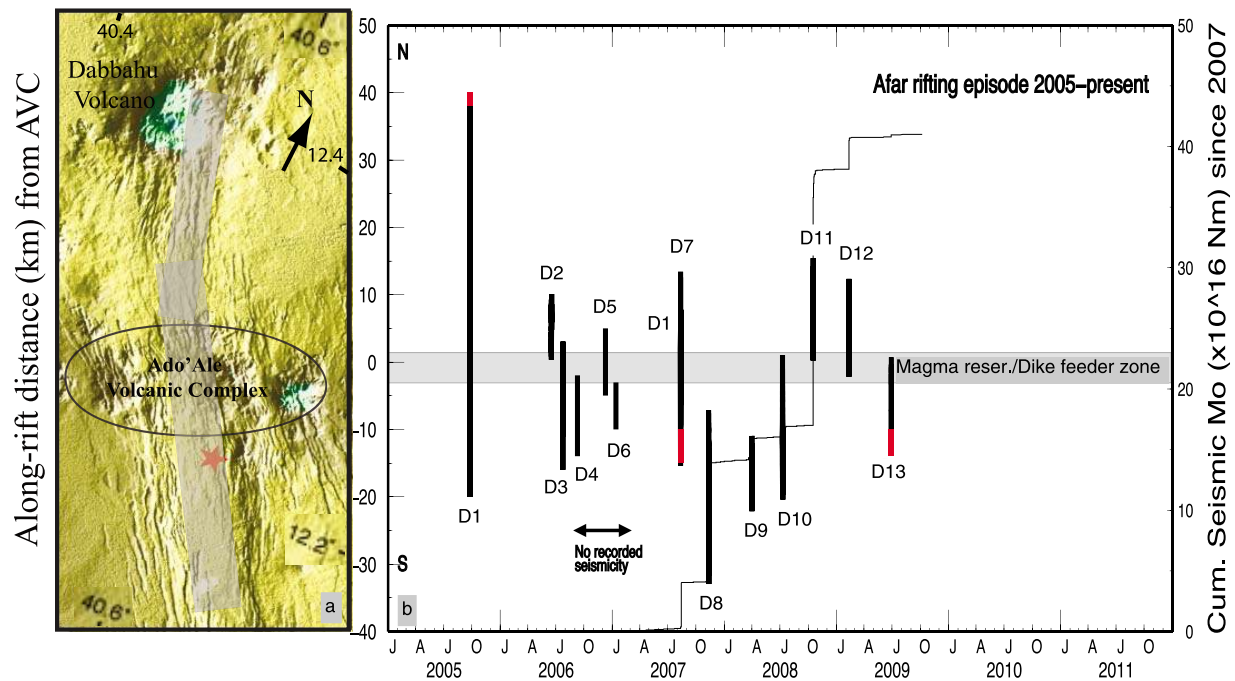 Along-rift distance (km) from AVC
40.4
40.6°
Dabbahu
Volcano
N
12.4
Ado'Ale
Volcanic Complex
12.2°
40.6°
a
50
40
30
20
10
0
-10
-20
-30
-40
N
Afar rifting episode 2005–present
D11
D7
D12
D2
D5
D1
Magma reser./Dike feeder zone
D6
D4
D3
D13
D1
D9
D10
No recorded
seismicity
S
D8
b
50
40
30
20
10
0
J A J O J A J O J A J O J A J O J A J O J A J O J A J O
2005 2006 2007 2008 2009 2010 2011
Cum. Seismic Mo (x10^16 Nm) since 2007